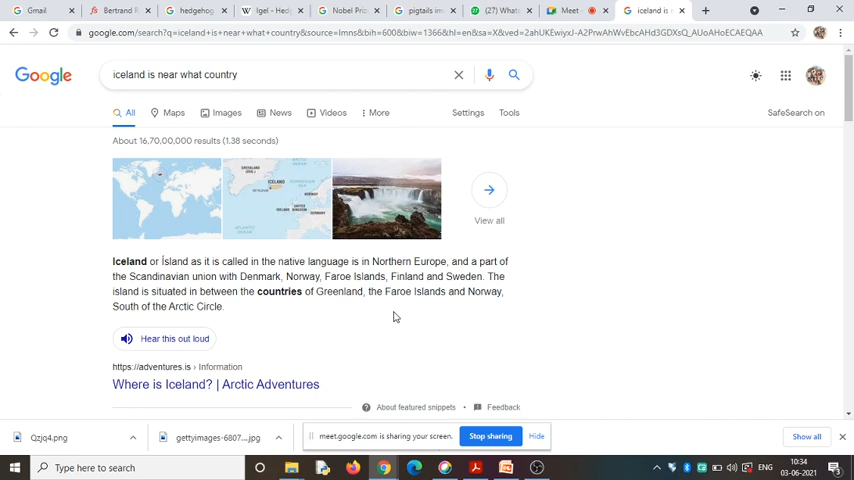 Gmail
Bertrand R
hedgehog
Igel - Hedg
Nobel Priz
pigtails im
(27) Whats
Meet -
iceland is n
google.com/search?q=iceland+is+near+what+country&source=lmns&bih=600&biw=1366&hl=en&sa=X&ved=2ahUKEwiyxJ-A2PrwAhWvEbcAHd3GDXsQ_AUoAHoECAEQAA
Google
iceland is near what country
All
Maps
Images
News
Videos
More
Settings
Tools
SafeSearch on
About 16,70,00,000 results (1.38 seconds)
View all
Iceland or Ísland as it is called in the native language is in Northern Europe, and a part of
the Scandinavian union with Denmark, Norway, Faroe Islands, Finland and Sweden. The
island is situated in between the countries of Greenland, the Faroe Islands and Norway,
South of the Arctic Circle.
Hear this out loud
https://adventures.is › Information
Where is Iceland? | Arctic Adventures
About featured snippets
Feedback
Qzjq4.png
gettyimages-6807....jpg
meet.google.com is sharing your screen.
Stop sharing
Hide
Show all
Type here to search
ENG
10:34
03-06-2021